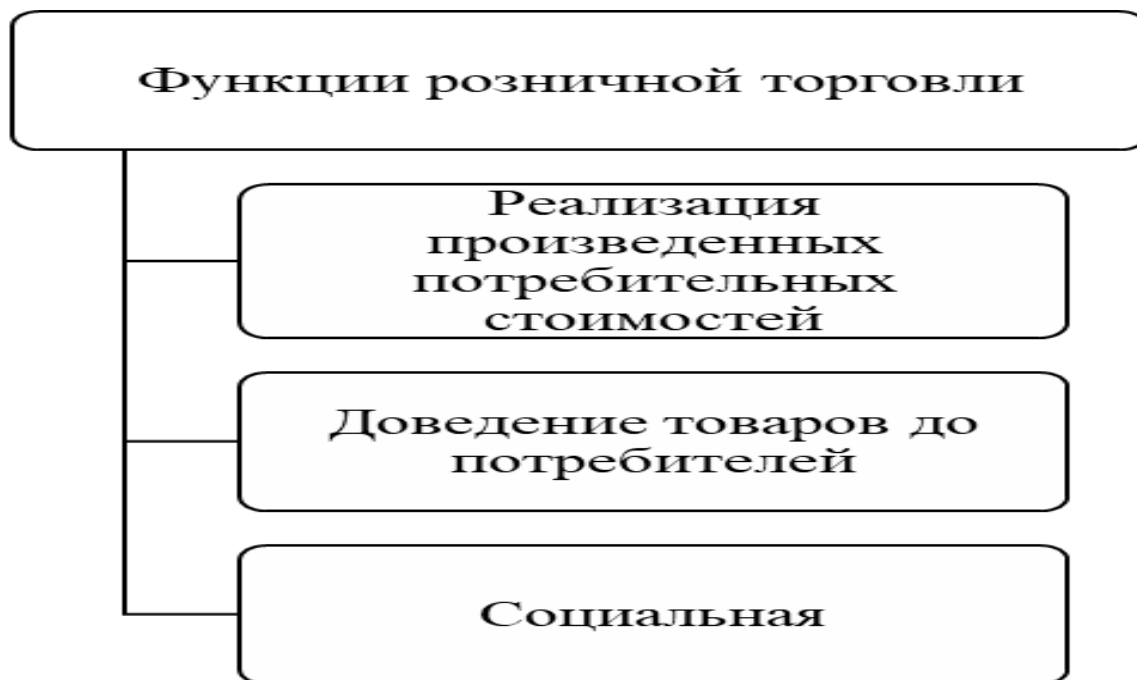 Функции розничной торговли
Реализация
произведенных
потребительных
стоимостей
Доведение товаров до
потребителей
Социальная